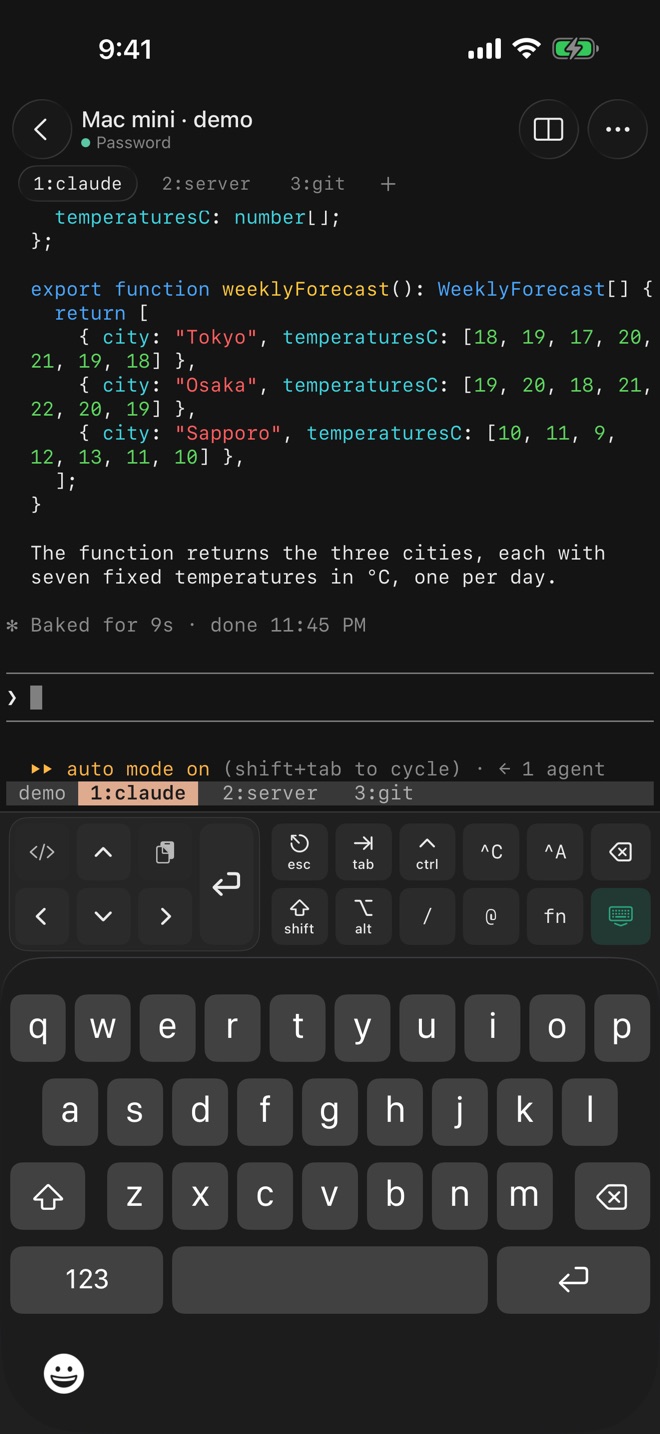 9:41
Mac mini · demo
Password
1:claude 2:server 3:git +
temperaturesC: number[];
};
export function weeklyForecast(): WeeklyForecast[] {
return [
{ city: "Tokyo", temperaturesC: [18, 19, 17, 20,
21, 19, 18] },
{ city: "Osaka", temperaturesC: [19, 20, 18, 21,
22, 20, 19] },
{ city: "Sapporo", temperaturesC: [10, 11, 9,
12, 13, 11, 10] },
];
}
The function returns the three cities, each with
seven fixed temperatures in °C, one per day.
✻ Baked for 9s · done 11:45 PM
❯
⏵⏵ auto mode on (shift+tab to cycle) · ← 1 agent
demo 1:claude 2:server 3:git
</> esc tab ctrl ^C ^A
shift alt / @ fn
q w e r t y u i o p
a s d f g h j k l
z x c v b n m
123